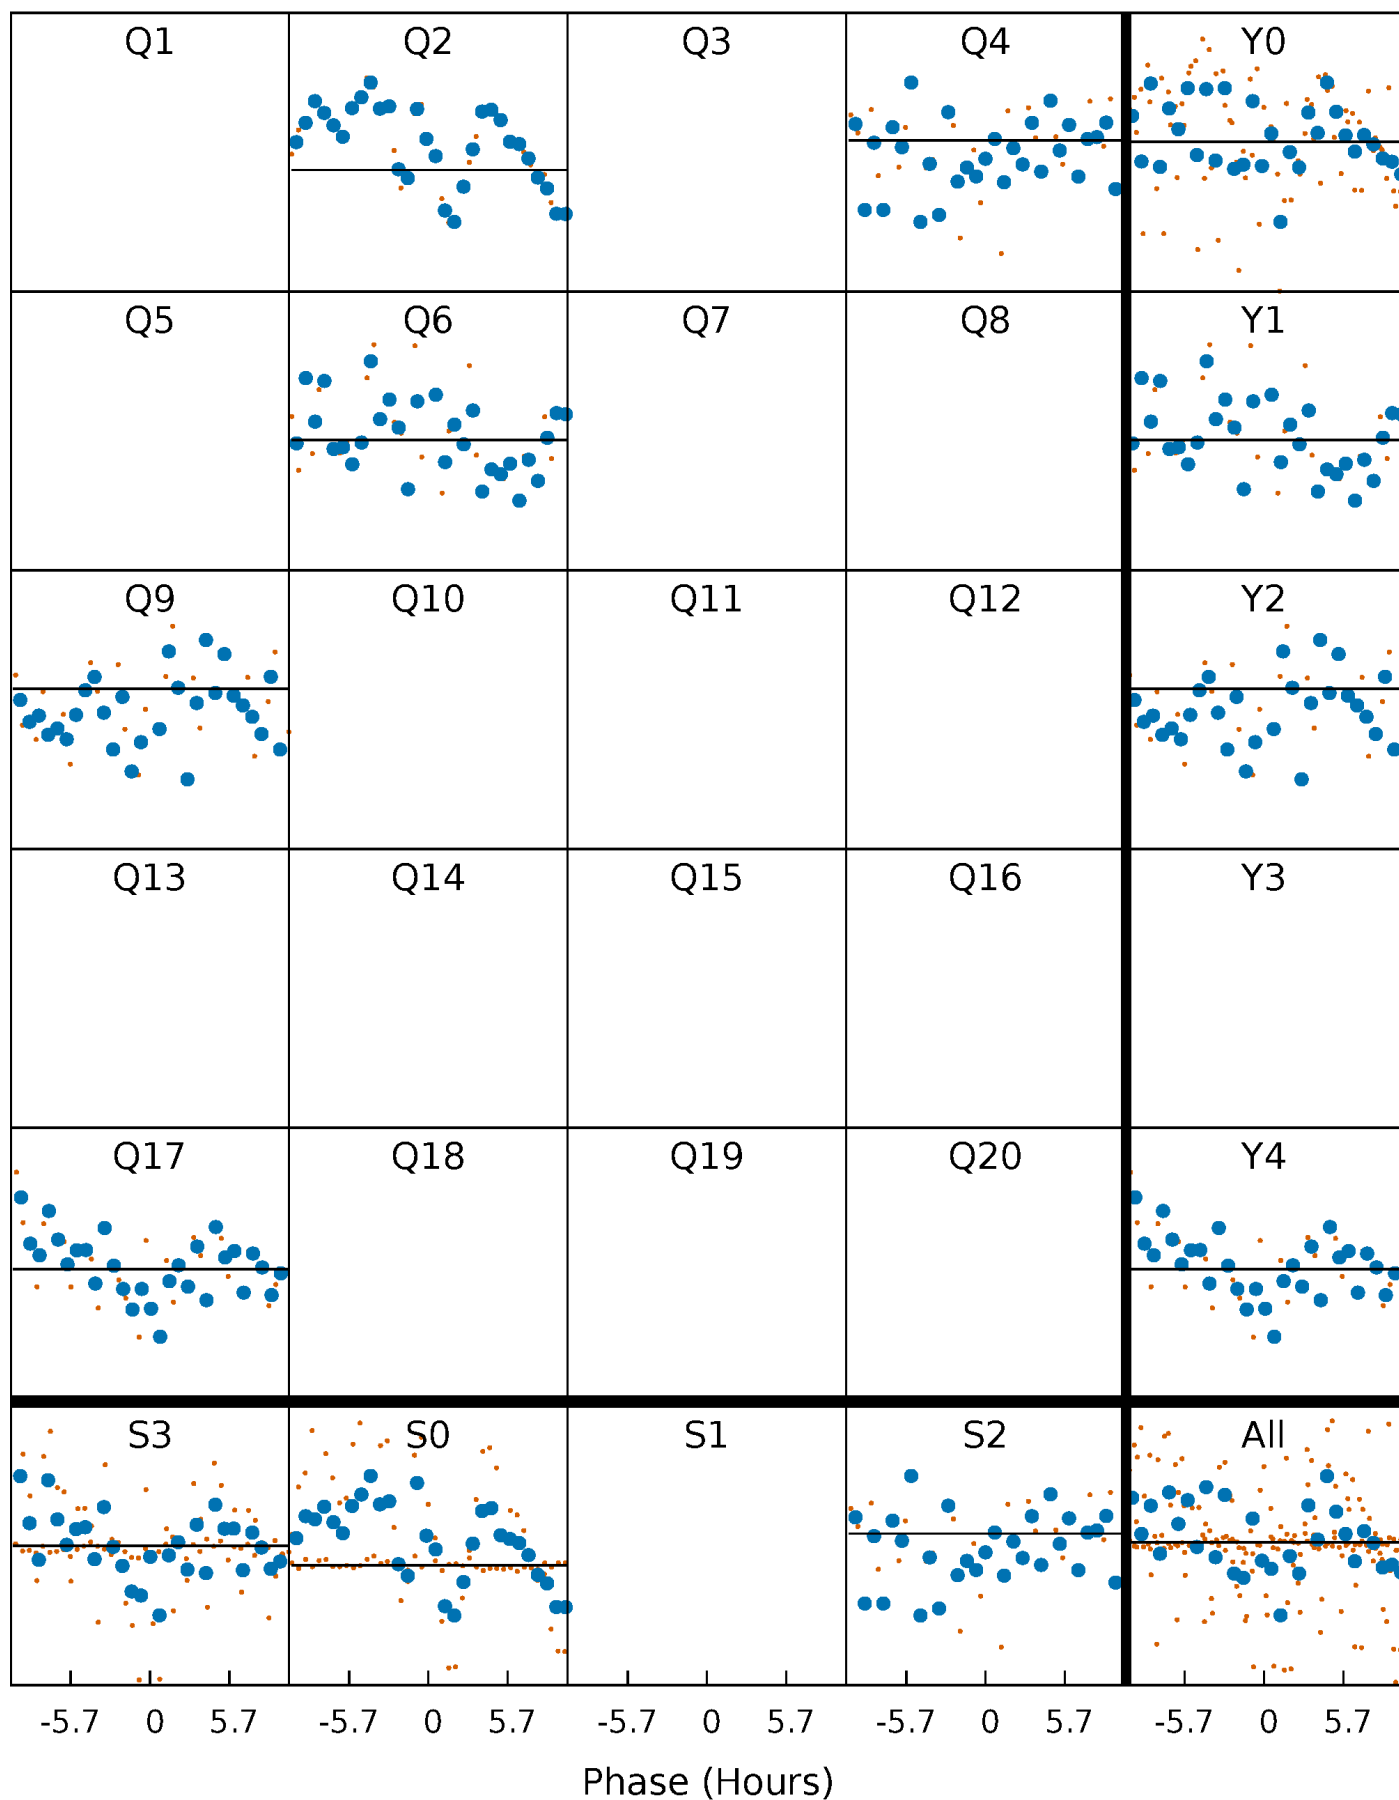 Q1 Q2 Q3 Q4 Y0
Q5 Q6 Q7 Q8 Y1
Q9 Q10 Q11 Q12 Y2
Q13 Q14 Q15 Q16 Y3
Q17 Q18 Q19 Q20 Y4
S3 S0 S1 S2 All
-5.7 0 5.7 -5.7 0 5.7 -5.7 0 5.7 -5.7 0 5.7 -5.7 0 5.7
Phase (Hours)